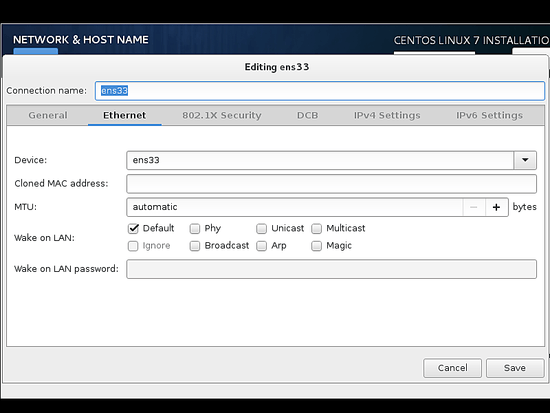 NETWORK & HOST NAME
CENTOS LINUX 7 INSTALLATIO
Editing ens33
Connection name: ens33
General Ethernet 802.1X Security DCB IPv4 Settings IPv6 Settings
Device: ens33
Cloned MAC address:
MTU: automatic − + bytes
Wake on LAN: Default Phy Unicast Multicast
Ignore Broadcast Arp Magic
Wake on LAN password:
Cancel Save